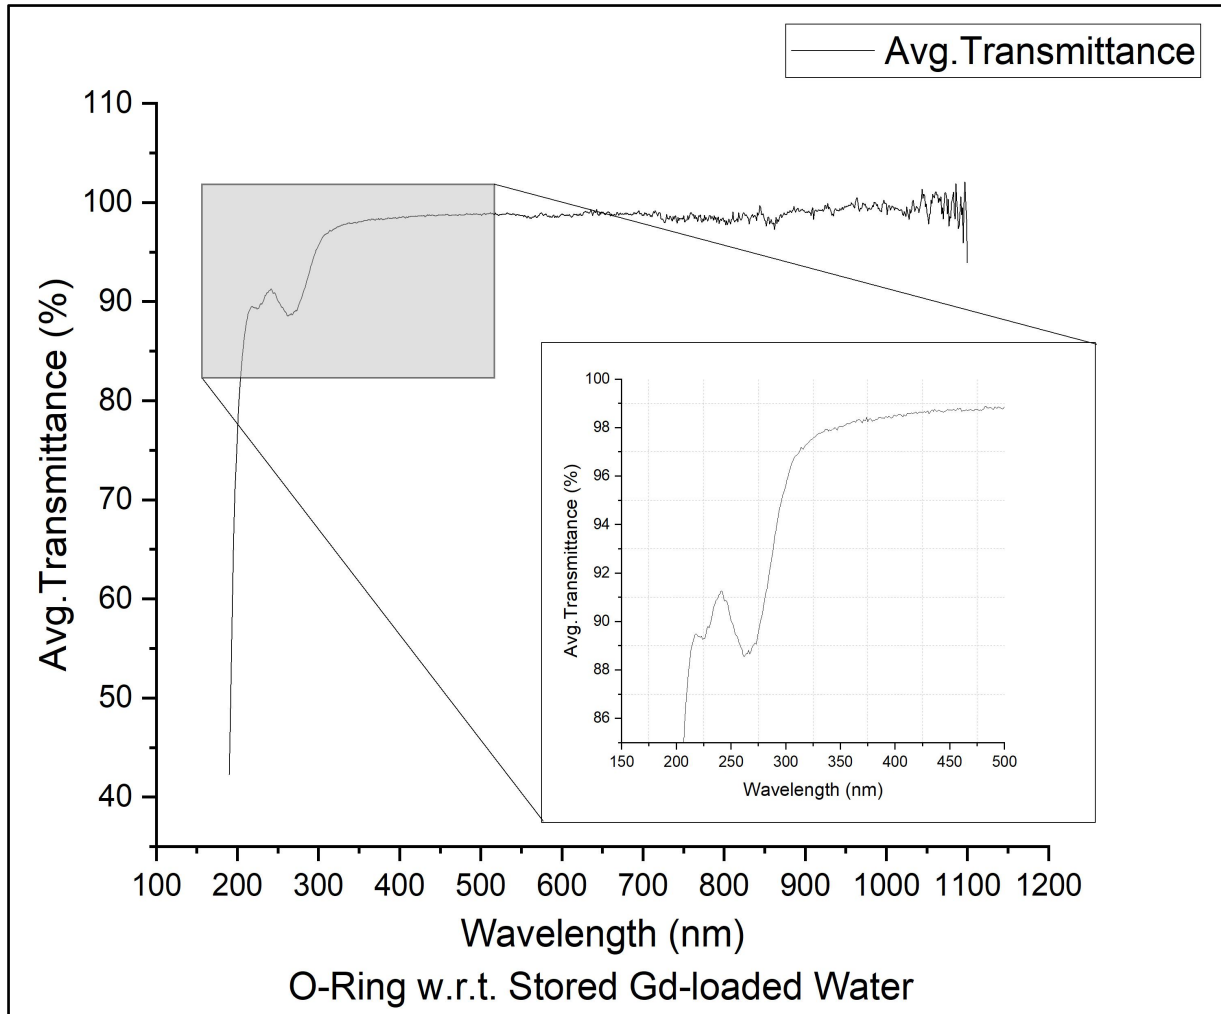 Avg.Transmittance
110
100
90
80
70
60
50
40
Avg.Transmittance (%)
100 200 300 400 500 600 700 800 900 1000 1100 1200
Wavelength (nm)
O-Ring w.r.t. Stored Gd-loaded Water
100
98
96
94
92
90
88
86
Avg.Transmittance (%)
150 200 250 300 350 400 450 500
Wavelength (nm)